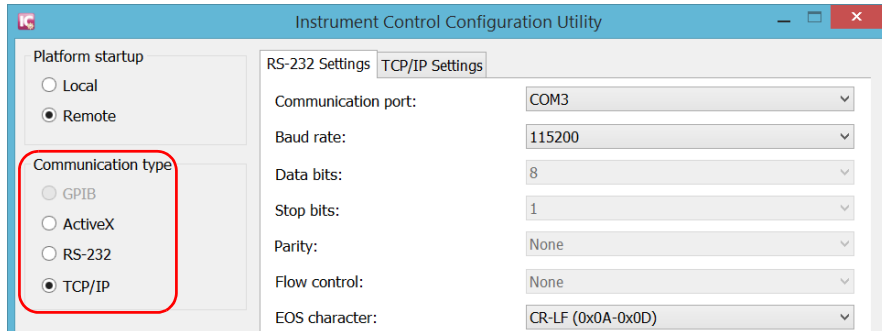 IC
Instrument Control Configuration Utility
Platform startup
Local
Remote
Communication type
GPIB
ActiveX
RS-232
TCP/IP
RS-232 Settings TCP/IP Settings
Communication port: COM3
Baud rate: 115200
Data bits: 8
Stop bits: 1
Parity: None
Flow control: None
EOS character: CR-LF (0x0A-0x0D)